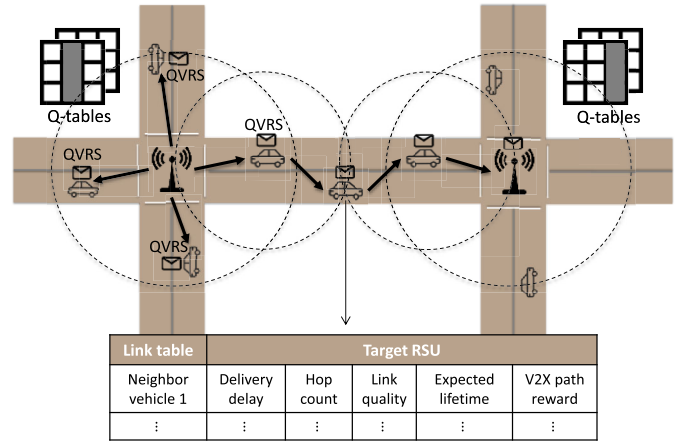 Q-tables
QVRS
QVRS
QVRS
QVRS
Q-tables
Link table
Target RSU
Neighbor
vehicle 1
Delivery
delay
Hop
count
Link
quality
Expected
lifetime
V2X path
reward
⋮ ⋮ ⋮ ⋮ ⋮ ⋮